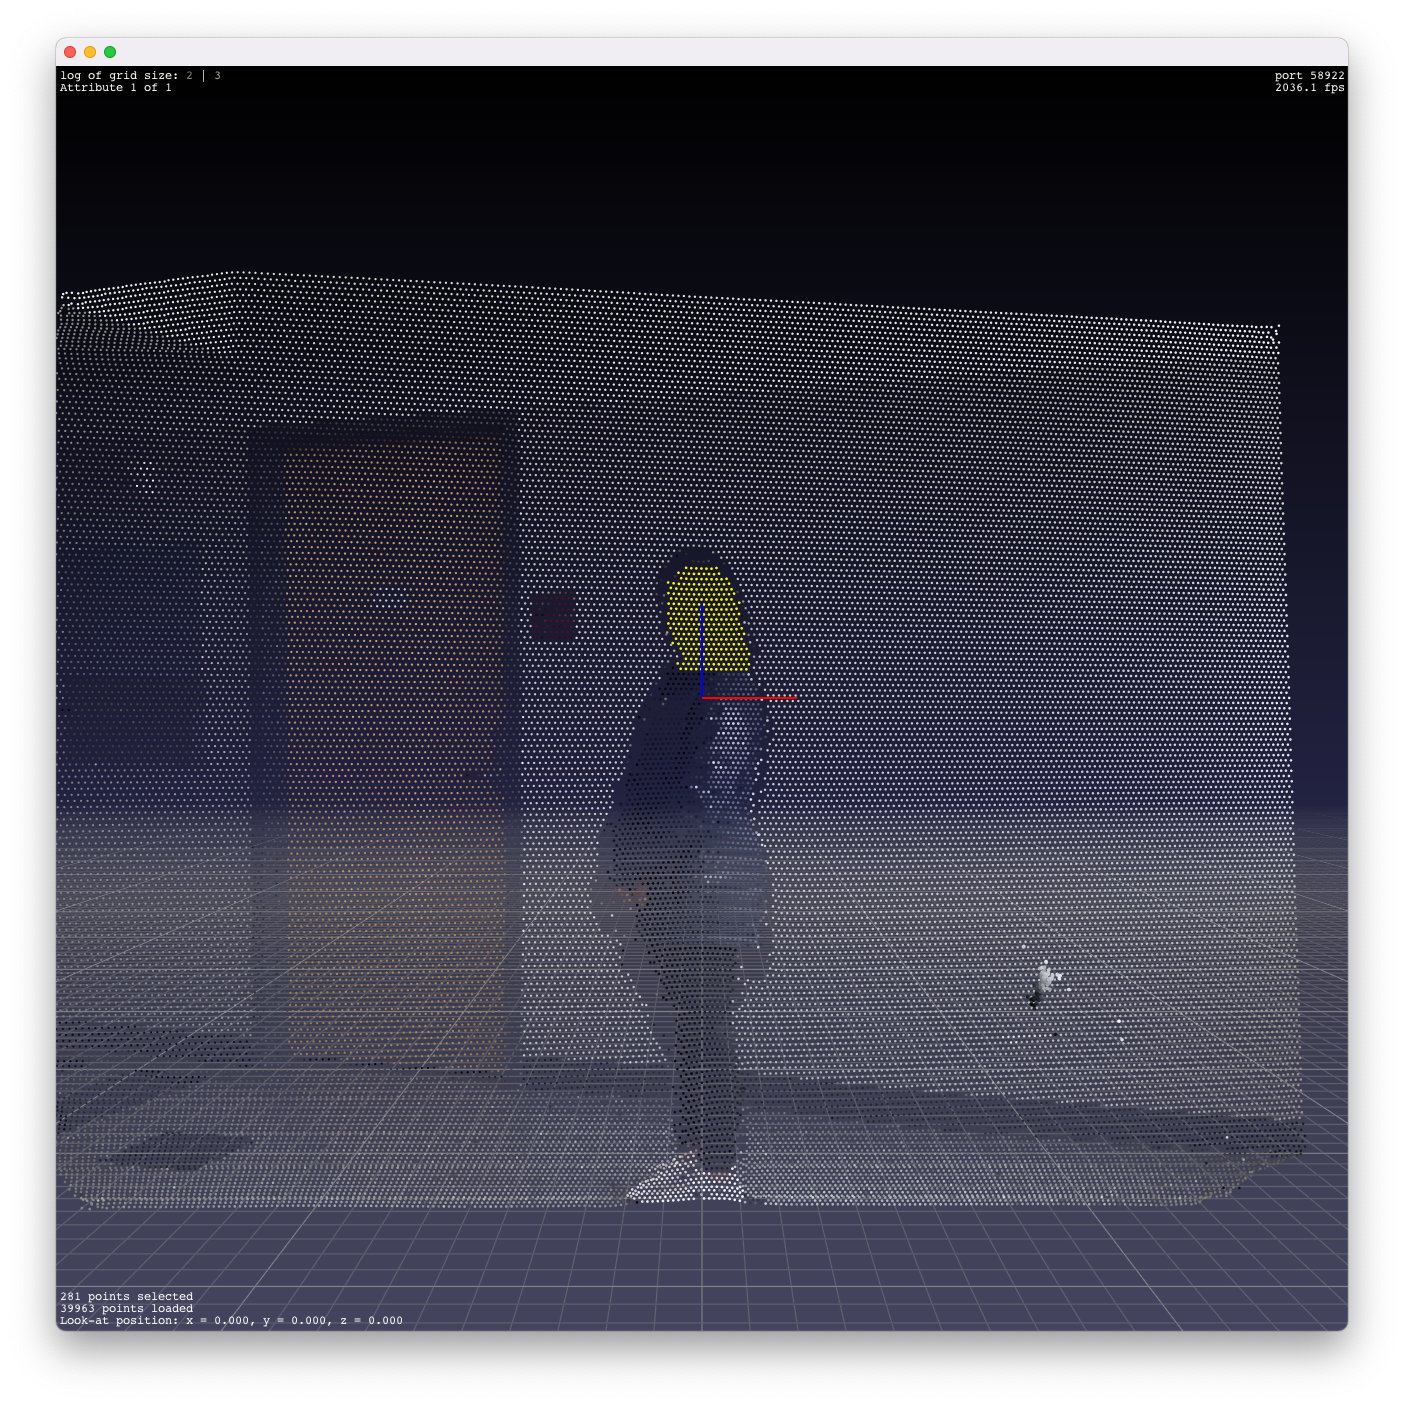 log of grid size: 2 | 3
Attribute 1 of 1
port 58922
2036.1 fps
281 points selected
39963 points loaded
Look-at position: x = 0.000, y = 0.000, z = 0.000